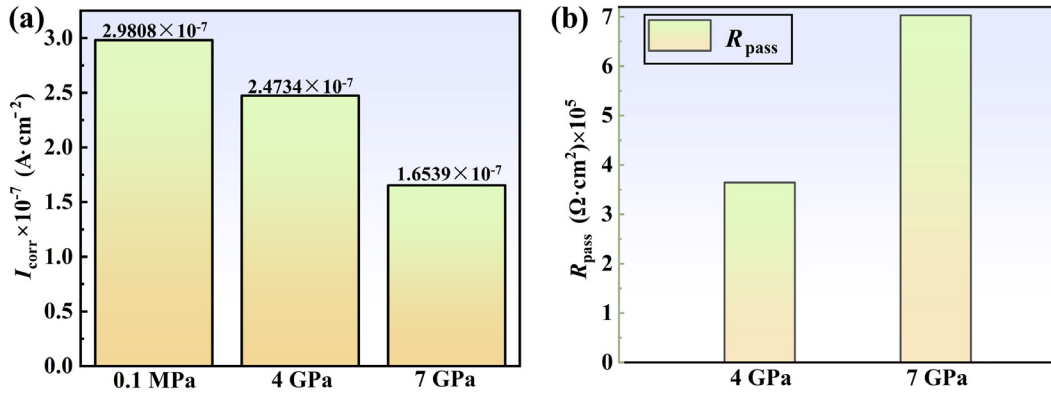 (a)
I_corr×10⁻⁷ (A·cm⁻²)
3.0
2.5
2.0
1.5
1.0
0.5
0.0
2.9808×10⁻⁷
2.4734×10⁻⁷
1.6539×10⁻⁷
0.1 MPa
4 GPa
7 GPa
(b)
R_pass (Ω·cm²)×10⁵
7
6
5
4
3
2
1
0
R_pass
4 GPa
7 GPa